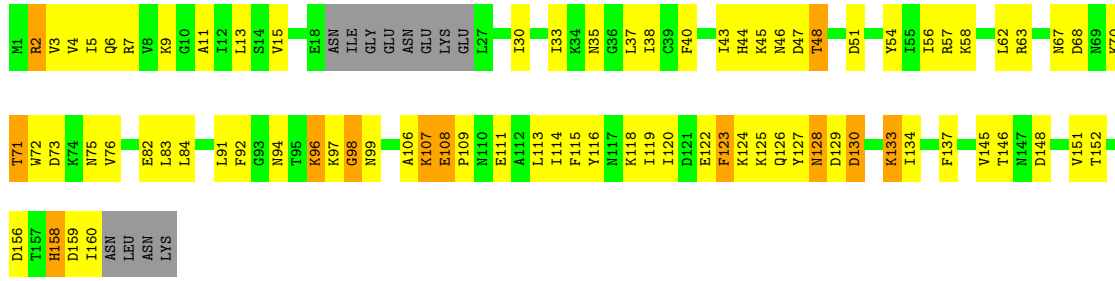 M1 R2 V3 V4 I5 Q6 R7 V8 K9 G10 A11 I12 L13 S14 V15 E18 ASN ILE GLY GLU ASN GLU LYS GLU L27 I30 I33 K34 N35 G36 L37 I38 C39 F40 I43 H44 K45 N46 D47 T48 D51 Y54 I55 I56 R57 K58 L62 R63 N67 D68 N69 K70
T71 W72 D73 K74 N75 V76 E82 L83 L84 L91 F92 G93 N94 T95 K96 K97 G98 N99 A106 K107 E108 P109 N110 E111 A112 L113 I114 F115 Y116 N117 K118 I119 I120 D121 E122 F123 K124 K125 Q126 Y127 N128 D129 D130 K133 I134 F137 V145 T146 N147 D148 V151 T152
D156 T157 H158 D159 I160 ASN LEU ASN LYS